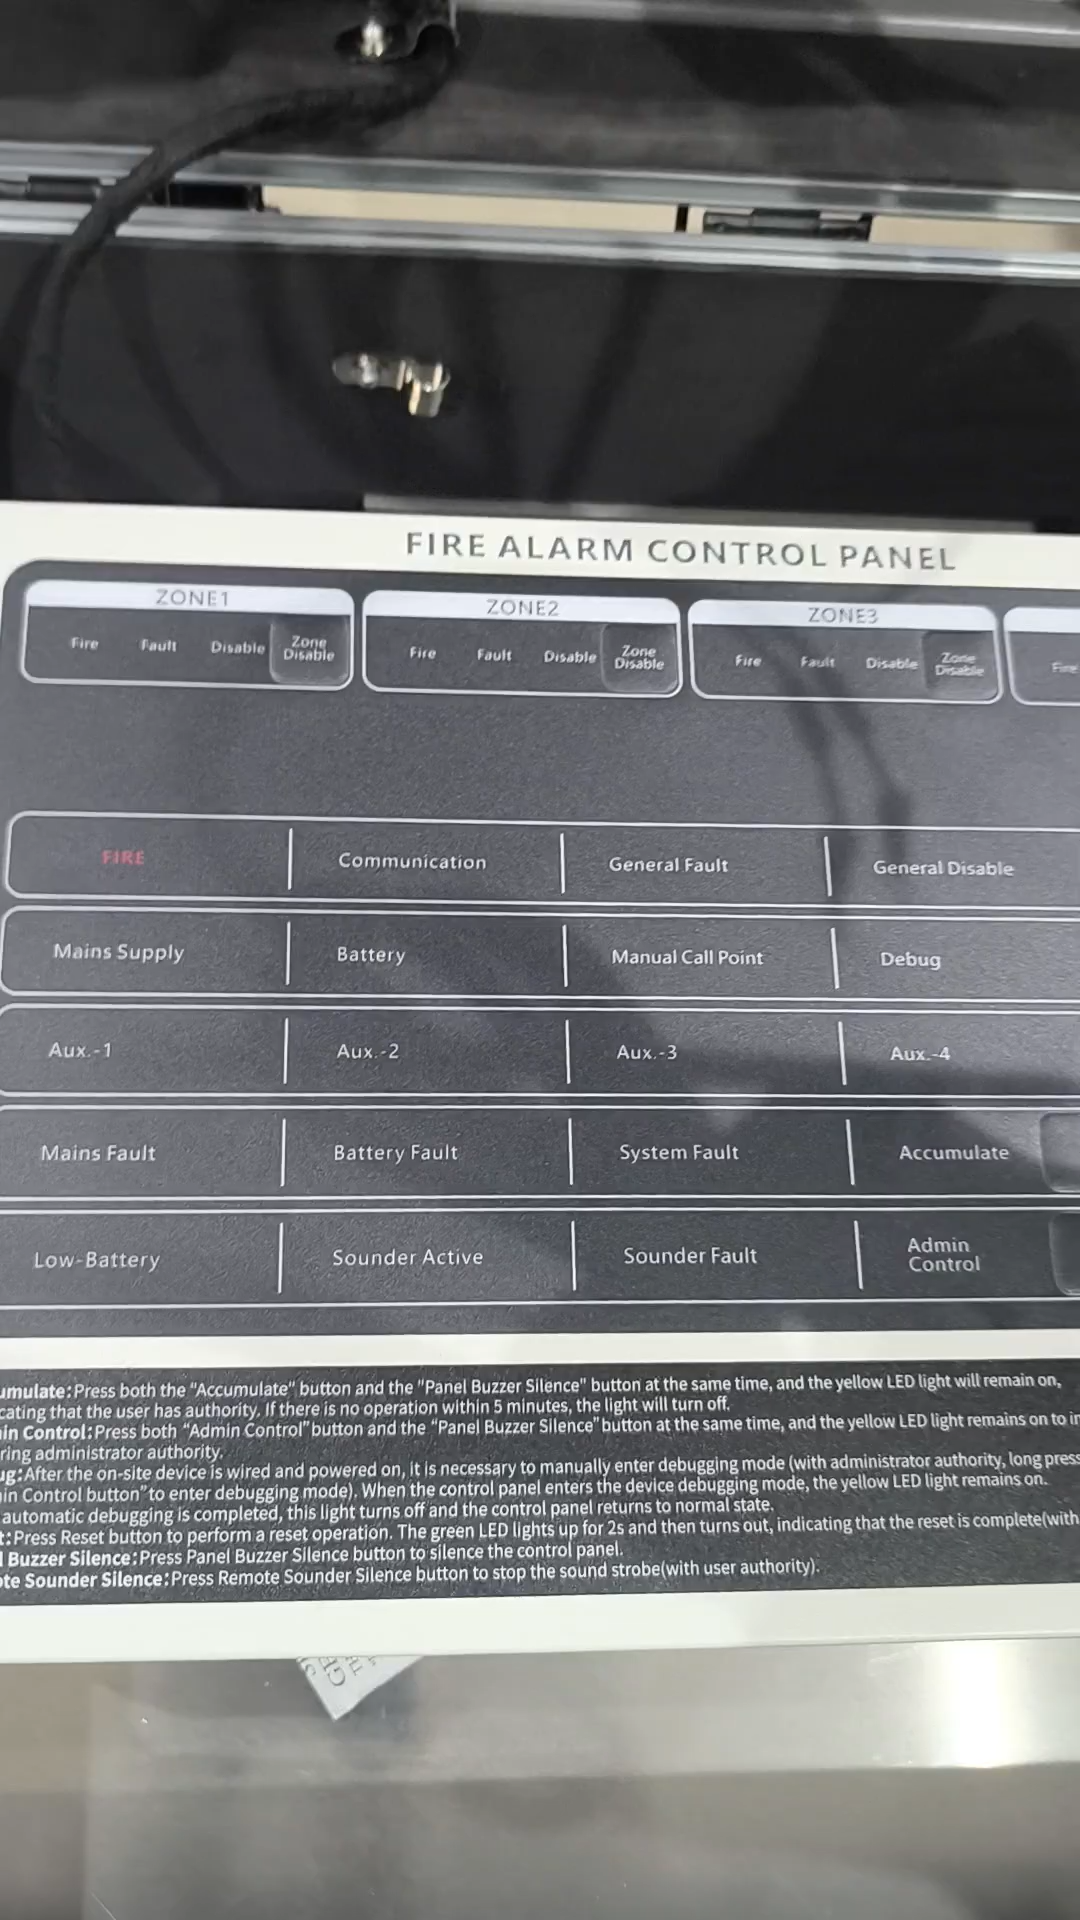 FIRE ALARM CONTROL PANEL
ZONE1 ZONE2 ZONE3
Fire Fault Disable Zone Disable Fire Fault Disable Zone Disable Fire Fault Disable Zone Disable Fire
FIRE Communication General Fault General Disable
Mains Supply Battery Manual Call Point Debug
Aux.-1 Aux.-2 Aux.-3 Aux.-4
Mains Fault Battery Fault System Fault Accumulate
Low-Battery Sounder Active Sounder Fault Admin Control
umulate:Press both the "Accumulate" button and the "Panel Buzzer Silence" button at the same time, and the yellow LED light will remain on,
cating that the user has authority. If there is no operation within 5 minutes, the light will turn off.
in Control:Press both "Admin Control"button and the "Panel Buzzer Silence"button at the same time, and the yellow LED light remains on to in
ring administrator authority.
ug:After the on-site device is wired and powered on, it is necessary to manually enter debugging mode (with administrator authority, long press
in Control button"to enter debugging mode). When the control panel enters the device debugging mode, the yellow LED light remains on.
automatic debugging is completed, this light turns off and the control panel returns to normal state.
t:Press Reset button to perform a reset operation. The green LED lights up for 2s and then turns out, indicating that the reset is complete(with
l Buzzer Silence:Press Panel Buzzer Silence button to silence the control panel.
ote Sounder Silence:Press Remote Sounder Silence button to stop the sound strobe(with user authority).